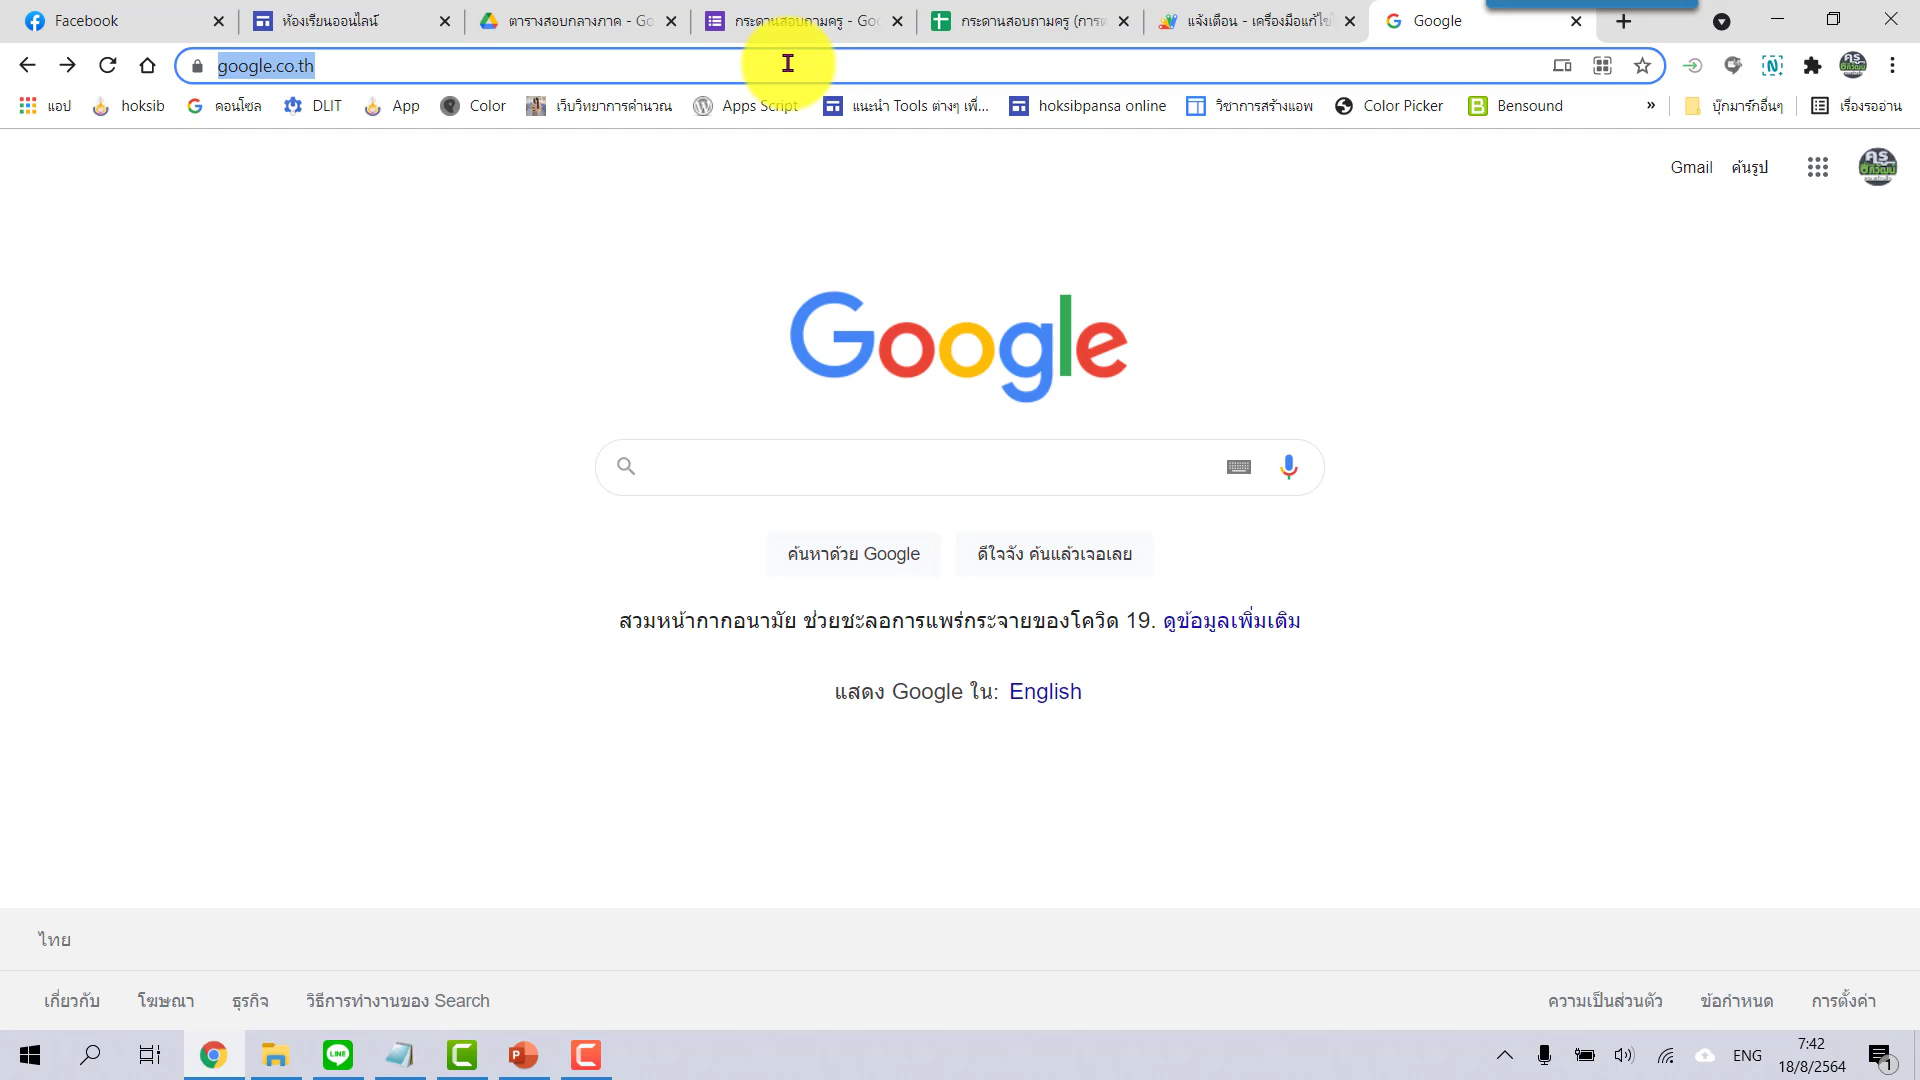 Facebook
ห้องเรียนออนไลน์
ตารางสอบกลางภาค - Go
กระดานสอบถามครู - Goo
กระดานสอบถามครู (การต
แจ้งเตือน - เครื่องมือแก้ไข
Google
google.co.th
แอป
hoksib
คอนโซล
DLIT
App
Color
เว็บวิทยาการคำนวณ
Apps Script
แนะนำ Tools ต่างๆ เพื่...
hoksibpansa online
วิชาการสร้างแอพ
Color Picker
Bensound
»
บุ๊กมาร์กอื่นๆ
เรื่องรออ่าน
Gmail
ค้นรูป
Google
ค้นหาด้วย Google
ดีใจจัง ค้นแล้วเจอเลย
สวมหน้ากากอนามัย ช่วยชะลอการแพร่กระจายของโควิด 19. ดูข้อมูลเพิ่มเติม
แสดง Google ใน: English
ไทย
เกี่ยวกับ
โฆษณา
ธุรกิจ
วิธีการทำงานของ Search
ความเป็นส่วนตัว
ข้อกำหนด
การตั้งค่า
ENG
7:42
18/8/2564
1